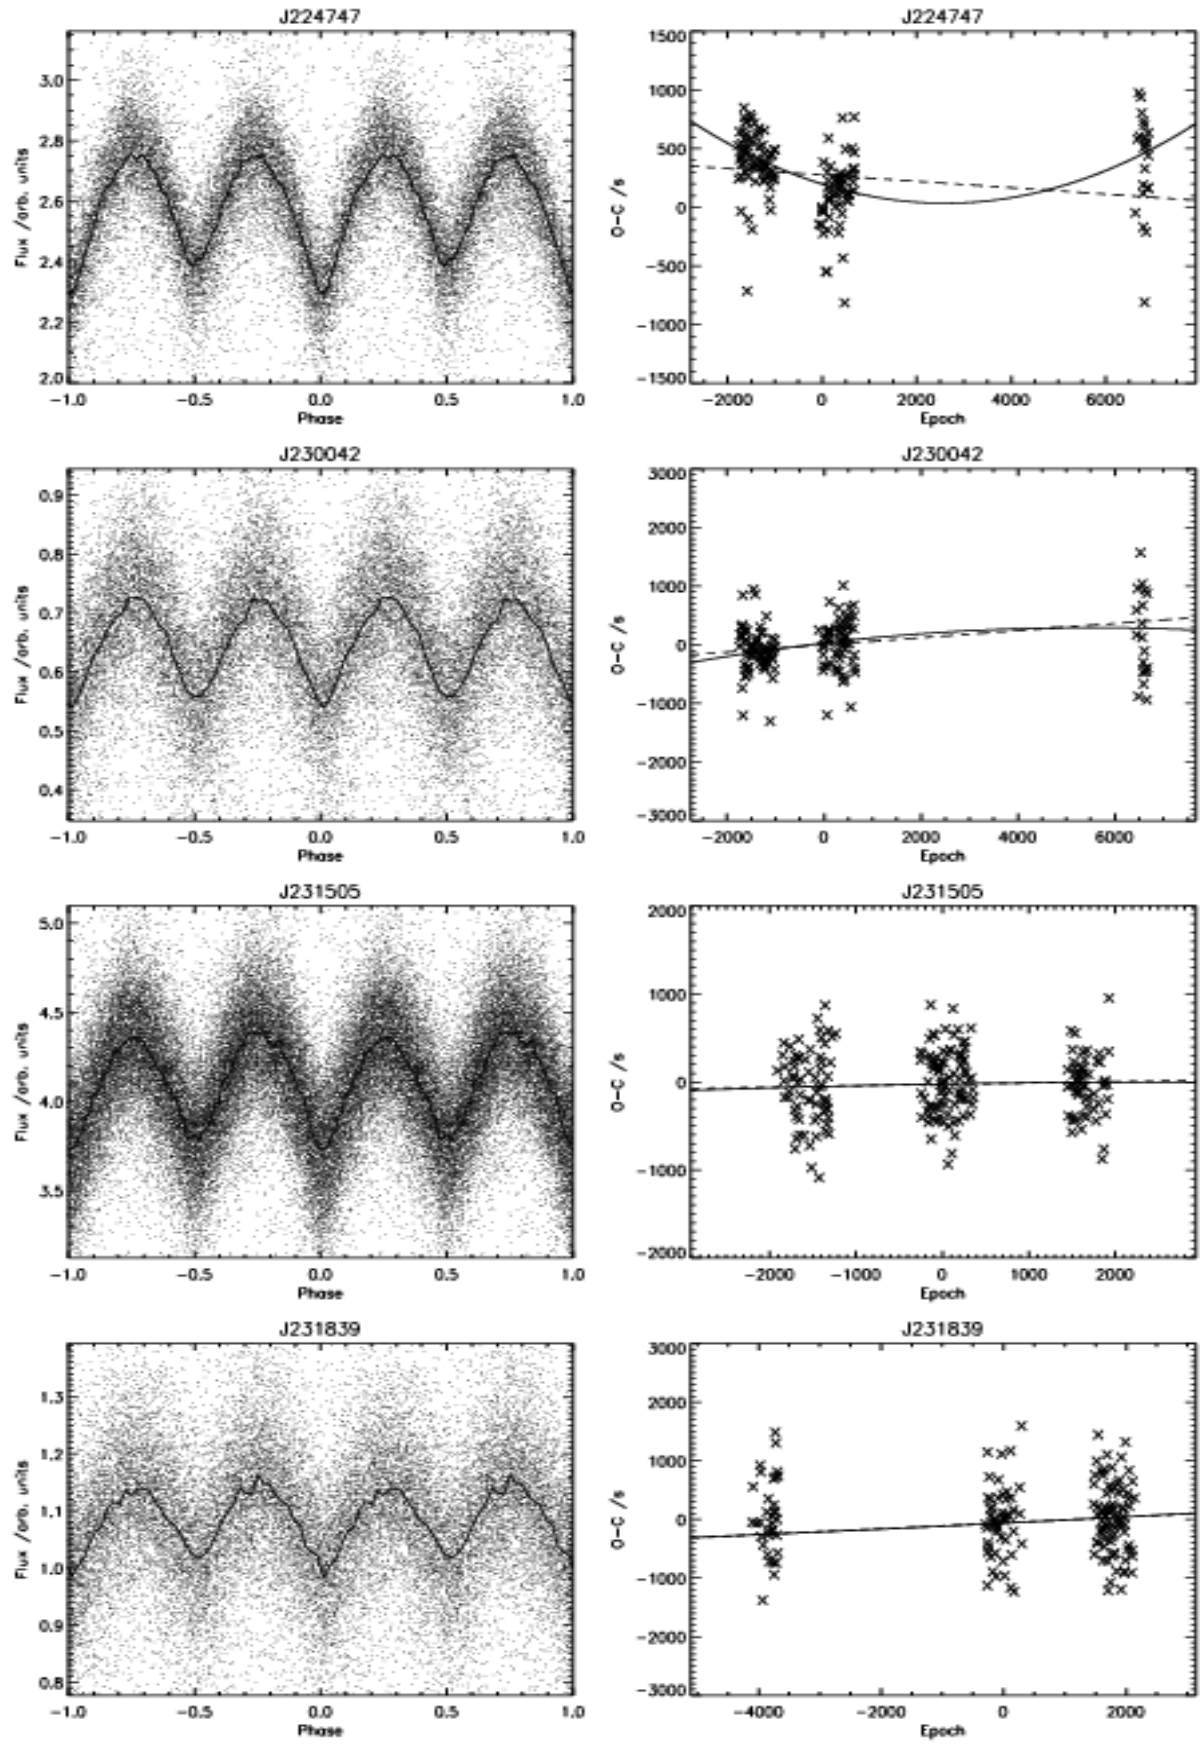 J224747
3.0
2.8
2.6
2.4
2.2
2.0
Flux /arb. units
−1.0 −0.5 0.0 0.5 1.0
Phase
J224747
1500
1000
500
0
−500
−1000
−1500
O−C /s
−2000 0 2000 4000 6000
Epoch
J230042
0.9
0.8
0.7
0.6
0.5
0.4
Flux /arb. units
−1.0 −0.5 0.0 0.5 1.0
Phase
J230042
3000
2000
1000
0
−1000
−2000
−3000
O−C /s
−2000 0 2000 4000 6000
Epoch
J231505
5.0
4.5
4.0
3.5
Flux /arb. units
−1.0 −0.5 0.0 0.5 1.0
Phase
J231505
2000
1000
0
−1000
−2000
O−C /s
−2000 −1000 0 1000 2000
Epoch
J231839
1.3
1.2
1.1
1.0
0.9
0.8
Flux /arb. units
−1.0 −0.5 0.0 0.5 1.0
Phase
J231839
3000
2000
1000
0
−1000
−2000
−3000
O−C /s
−4000 −2000 0 2000
Epoch